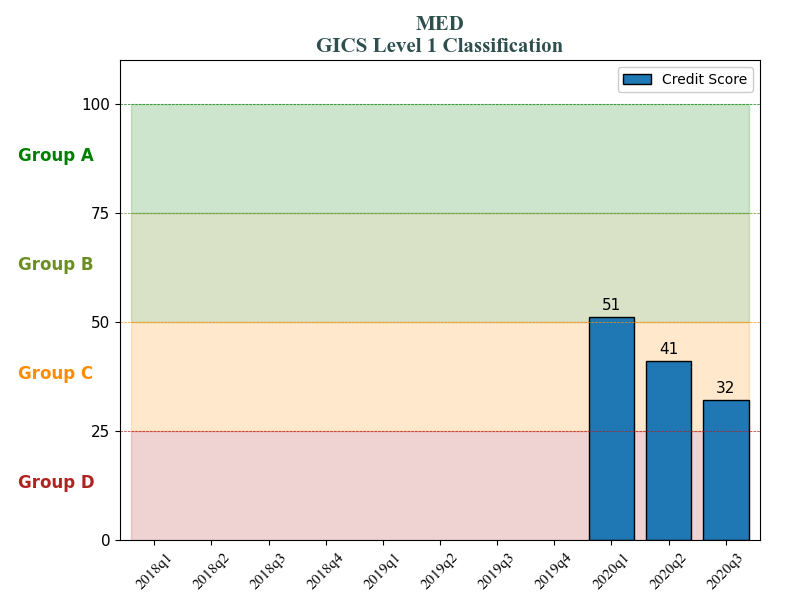 MED
GICS Level 1 Classification
Credit Score
100
Group A
75
Group B
50
51
Group C
41
32
25
Group D
0
2018q1 2018q2 2018q3 2018q4 2019q1 2019q2 2019q3 2019q4 2020q1 2020q2 2020q3